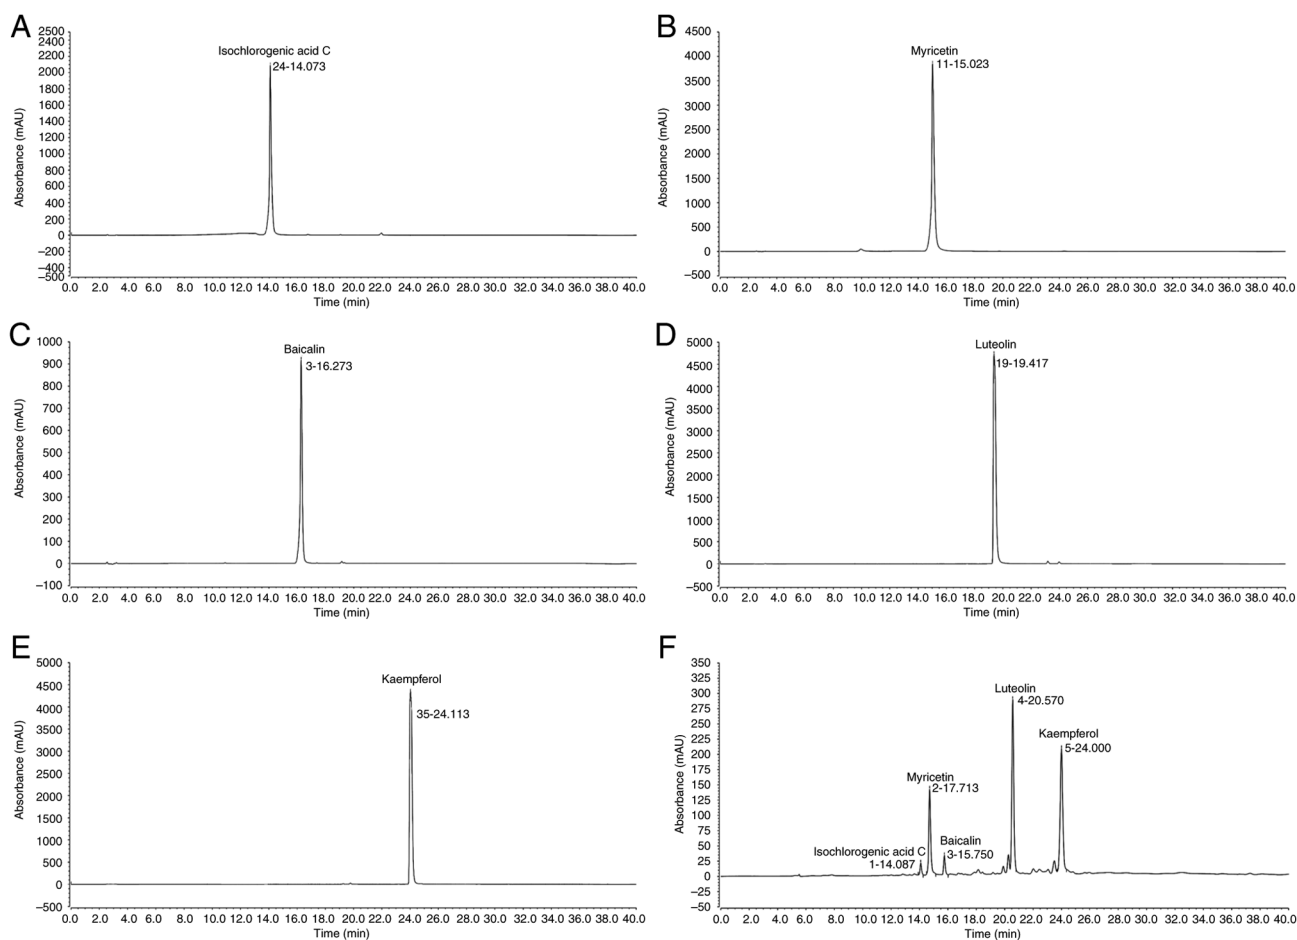 A
Absorbance (mAU)
2500
2400
2200
2000
1800
1600
1400
1200
1000
800
600
400
200
0
−200
−400
−500
Isochlorogenic acid C
24-14.073
0.0 2.0 4.0 6.0 8.0 10.0 12.0 14.0 16.0 18.0 20.0 22.0 24.0 26.0 28.0 30.0 32.0 34.0 36.0 38.0 40.0
Time (min)
B
Absorbance (mAU)
4500
4000
3500
3000
2500
2000
1500
1000
500
0
−500
Myricetin
11-15.023
0.0 2.0 4.0 6.0 8.0 10.0 12.0 14.0 16.0 18.0 20.0 22.0 24.0 26.0 28.0 30.0 32.0 34.0 36.0 38.0 40.0
Time (min)
C
Absorbance (mAU)
1000
900
800
700
600
500
400
300
200
100
0
−100
Baicalin
3-16.273
0.0 2.0 4.0 6.0 8.0 10.0 12.0 14.0 16.0 18.0 20.0 22.0 24.0 26.0 28.0 30.0 32.0 34.0 36.0 38.0 40.0
Time (min)
D
Absorbance (mAU)
5000
4500
4000
3500
3000
2500
2000
1500
1000
500
0
−500
Luteolin
19-19.417
0.0 2.0 4.0 6.0 8.0 10.0 12.0 14.0 16.0 18.0 20.0 22.0 24.0 26.0 28.0 30.0 32.0 34.0 36.0 38.0 40.0
Time (min)
E
Absorbance (mAU)
5000
4500
4000
3500
3000
2500
2000
1500
1000
500
0
−500
Kaempferol
35-24.113
0.0 2.0 4.0 6.0 8.0 10.0 12.0 14.0 16.0 18.0 20.0 22.0 24.0 26.0 28.0 30.0 32.0 34.0 36.0 38.0 40.0
Time (min)
F
Absorbance (mAU)
350
325
300
275
250
225
200
175
150
125
100
75
50
25
0
−25
−50
Luteolin
4-20.570
Kaempferol
5-24.000
Myricetin
2-17.713
Baicalin
3-15.750
Isochlorogenic acid C
1-14.087
0.0 2.0 4.0 6.0 8.0 10.0 12.0 14.0 16.0 18.0 20.0 22.0 24.0 26.0 28.0 30.0 32.0 34.0 36.0 38.0 40.0
Time (min)